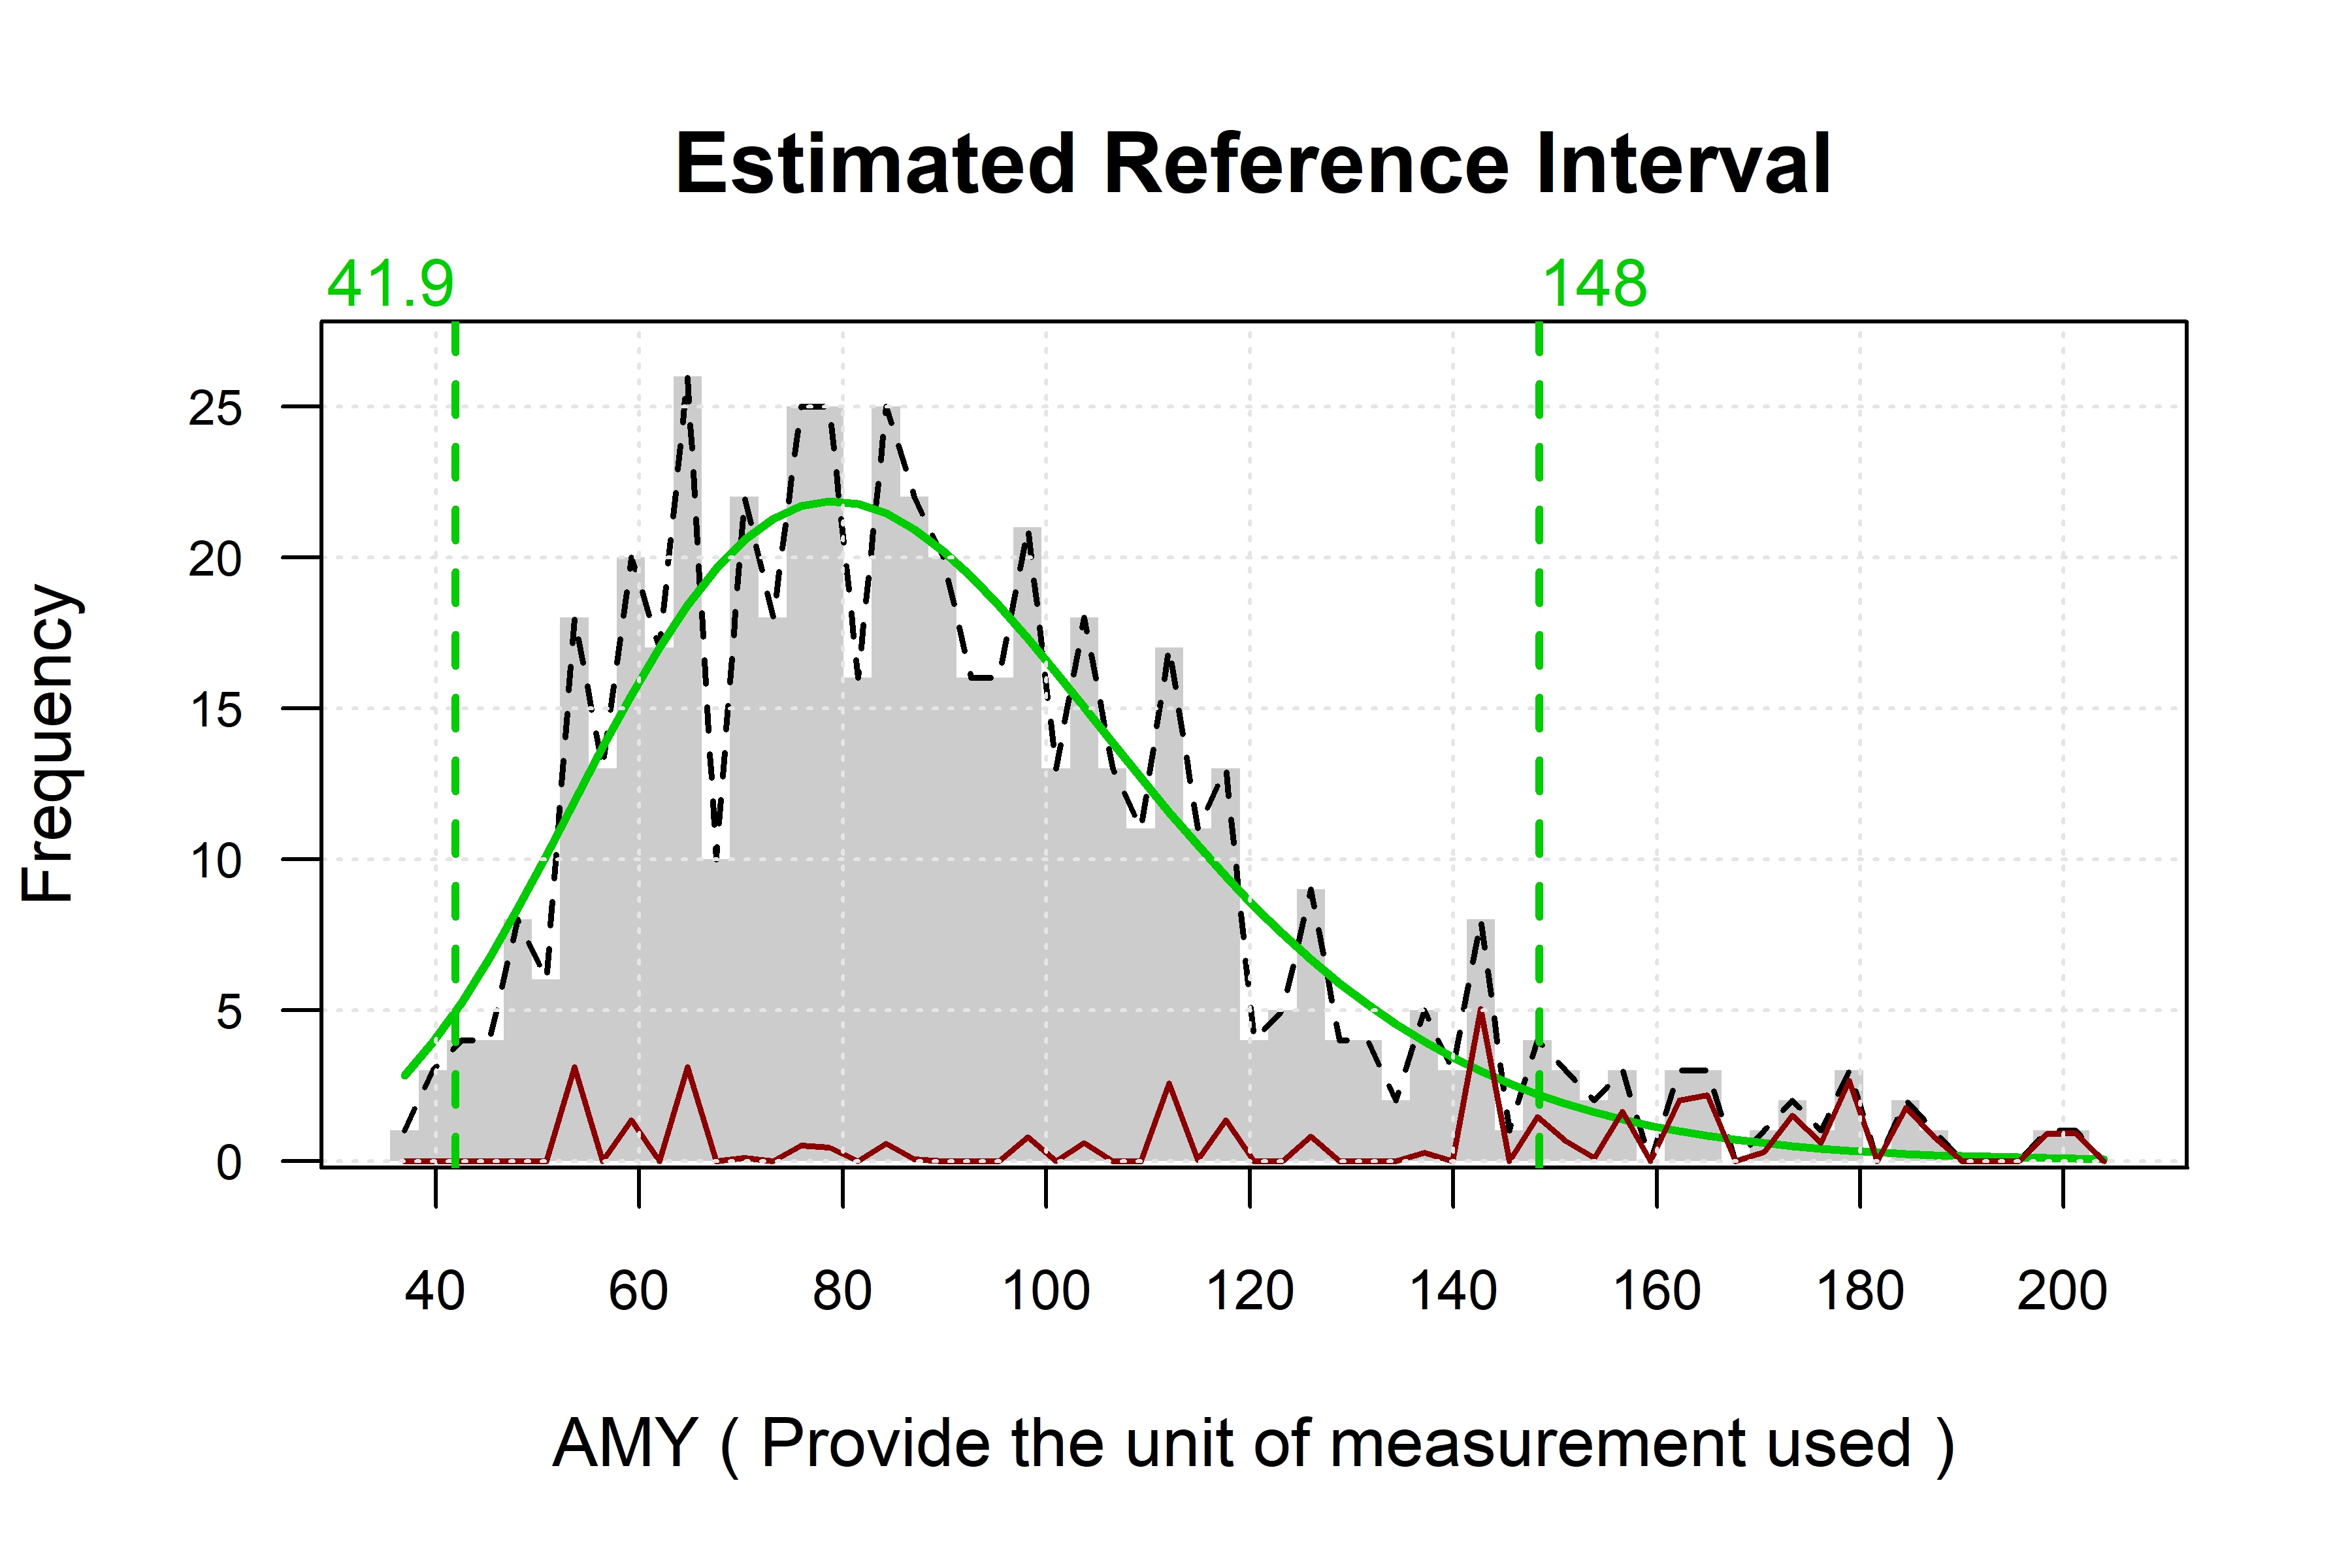 Estimated Reference Interval
41.9 148
Frequency
25
20
15
10
5
0
40 60 80 100 120 140 160 180 200
AMY ( Provide the unit of measurement used )